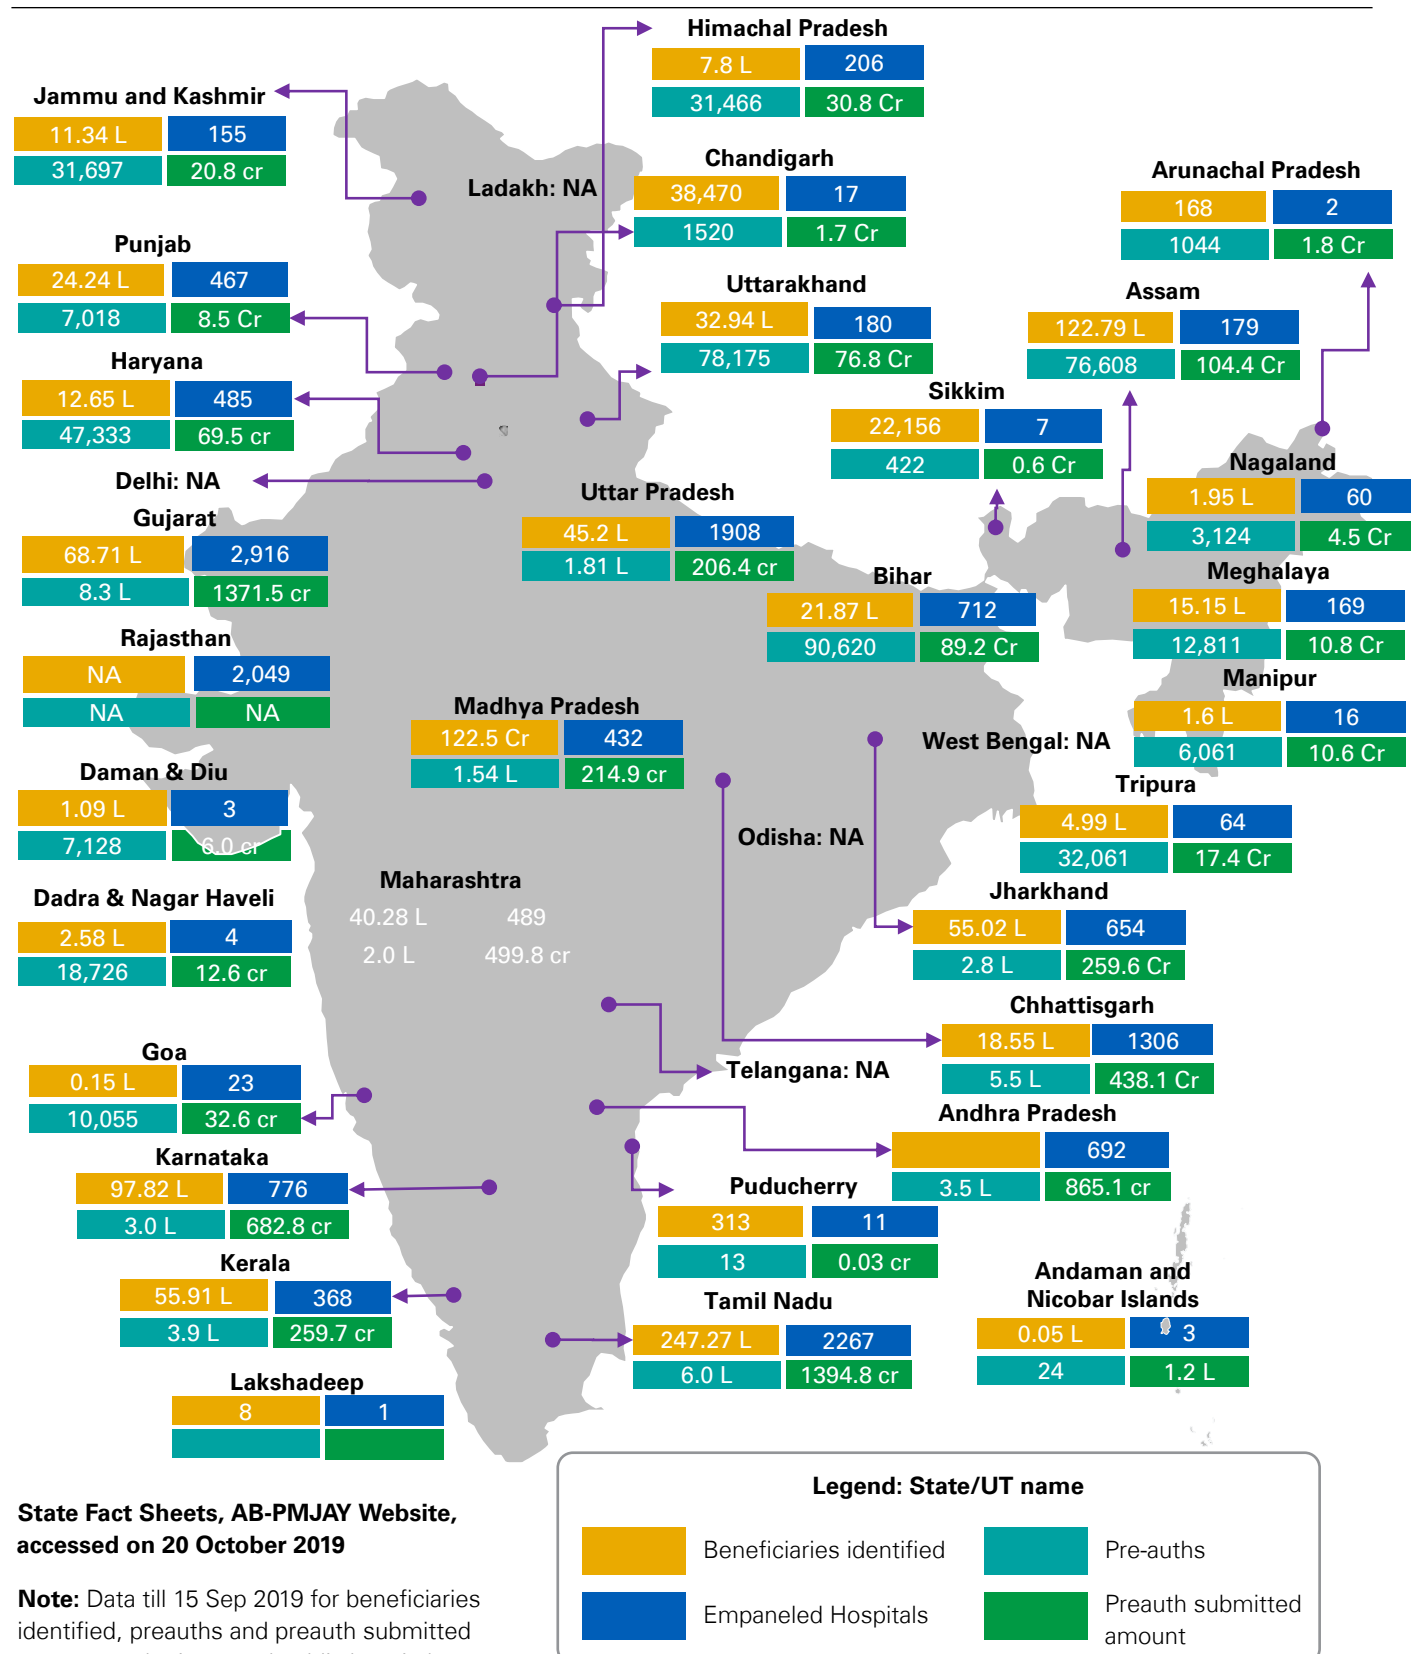 Himachal Pradesh
7.8 L 206
31,466 30.8 Cr
Jammu and Kashmir
11.34 L 155
31,697 20.8 cr
Ladakh: NA
Chandigarh
38,470 17
1520 1.7 Cr
Arunachal Pradesh
168 2
1044 1.8 Cr
Punjab
24.24 L 467
7,018 8.5 Cr
Uttarakhand
32.94 L 180
78,175 76.8 Cr
Assam
122.79 L 179
76,608 104.4 Cr
Haryana
12.65 L 485
47,333 69.5 cr
Sikkim
22,156 7
422 0.6 Cr
Delhi: NA
Nagaland
1.95 L 60
3,124 4.5 Cr
Uttar Pradesh
45.2 L 1908
1.81 L 206.4 cr
Gujarat
68.71 L 2,916
8.3 L 1371.5 cr
Bihar
21.87 L 712
90,620 89.2 Cr
Meghalaya
15.15 L 169
12,811 10.8 Cr
Rajasthan
NA 2,049
NA NA
Manipur
1.6 L 16
6,061 10.6 Cr
Madhya Pradesh
122.5 Cr 432
1.54 L 214.9 cr
West Bengal: NA
Daman & Diu
1.09 L 3
7,128 6.0 cr
Tripura
4.99 L 64
32,061 17.4 Cr
Odisha: NA
Maharashtra
40.28 L 489
2.0 L 499.8 cr
Dadra & Nagar Haveli
2.58 L 4
18,726 12.6 cr
Jharkhand
55.02 L 654
2.8 L 259.6 Cr
Chhattisgarh
18.55 L 1306
5.5 L 438.1 Cr
Goa
0.15 L 23
10,055 32.6 cr
Telangana: NA
Andhra Pradesh
692
3.5 L 865.1 cr
Karnataka
97.82 L 776
3.0 L 682.8 cr
Puducherry
313 11
13 0.03 cr
Kerala
55.91 L 368
3.9 L 259.7 cr
Andaman and
Nicobar Islands
0.05 L 3
24 1.2 L
Tamil Nadu
247.27 L 2267
6.0 L 1394.8 cr
Lakshadeep
8 1
Legend: State/UT name
Beneficiaries identified Pre-auths
Empaneled Hospitals Preauth submitted
amount
State Fact Sheets, AB-PMJAY Website,
accessed on 20 October 2019
Note: Data till 15 Sep 2019 for beneficiaries
identified, preauths and preauth submitted